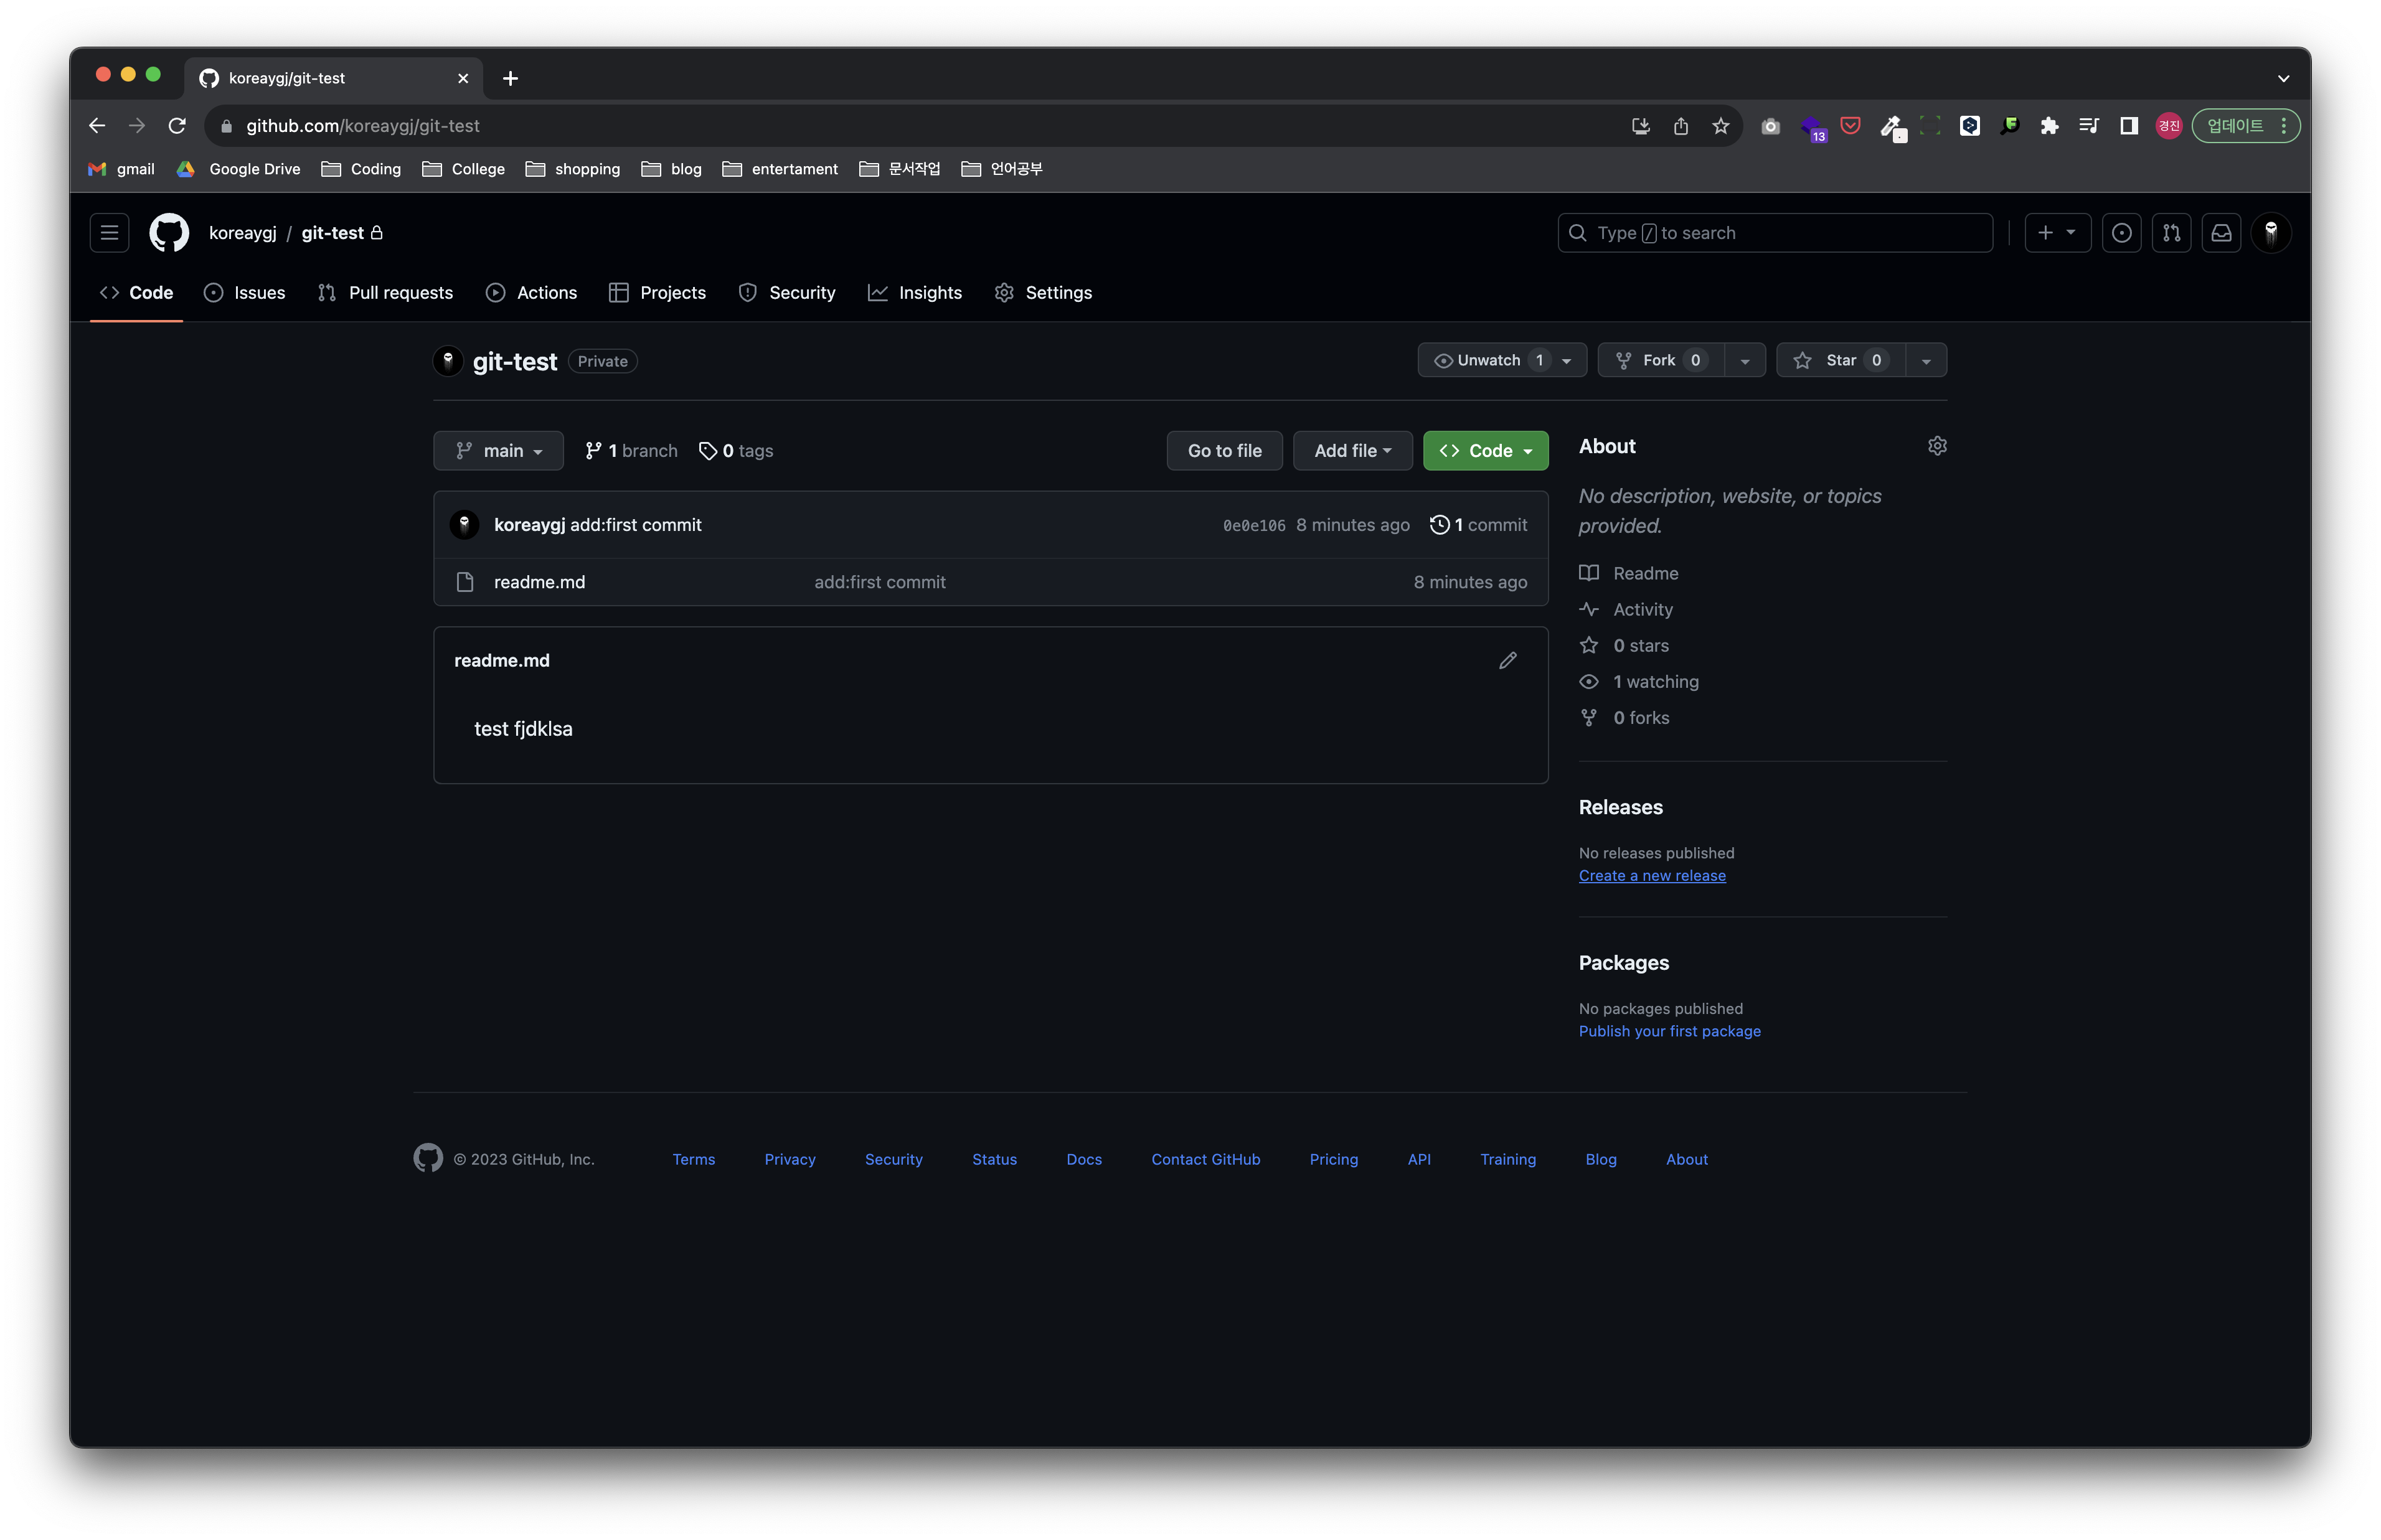 koreaygj/git-test
github.com/koreaygj/git-test
13
경진
업데이트
gmail
Google Drive
Coding
College
shopping
blog
entertament
문서작업
언어공부
koreaygj / git-test
Type / to search
Code
Issues
Pull requests
Actions
Projects
Security
Insights
Settings
git-test Private
Unwatch 1
Fork 0
Star 0
main
1 branch
0 tags
Go to file
Add file
Code
koreaygj add:first commit 0e0e106 8 minutes ago 1 commit
readme.md add:first commit 8 minutes ago
readme.md
test fjdklsa
About
No description, website, or topics
provided.
Readme
Activity
0 stars
1 watching
0 forks
Releases
No releases published
Create a new release
Packages
No packages published
Publish your first package
© 2023 GitHub, Inc. Terms Privacy Security Status Docs Contact GitHub Pricing API Training Blog About